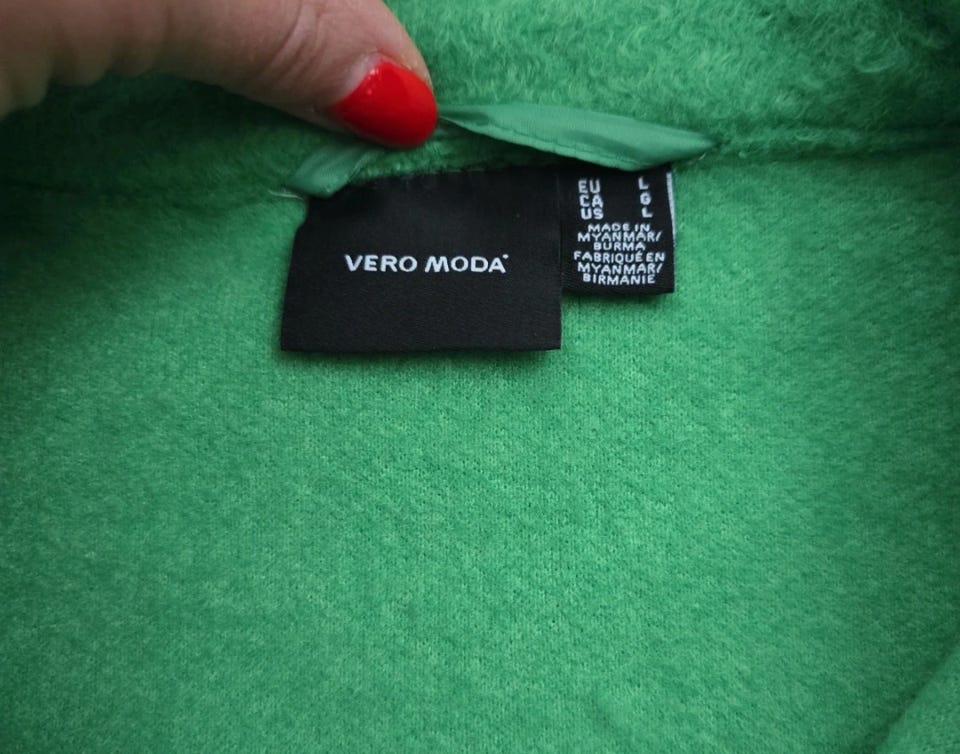 VERO MODA
EU L
CA G
US L
MADE IN
MYANMAR/
BURMA
FABRIQUÉ EN
MYANMAR/
BIRMANIE